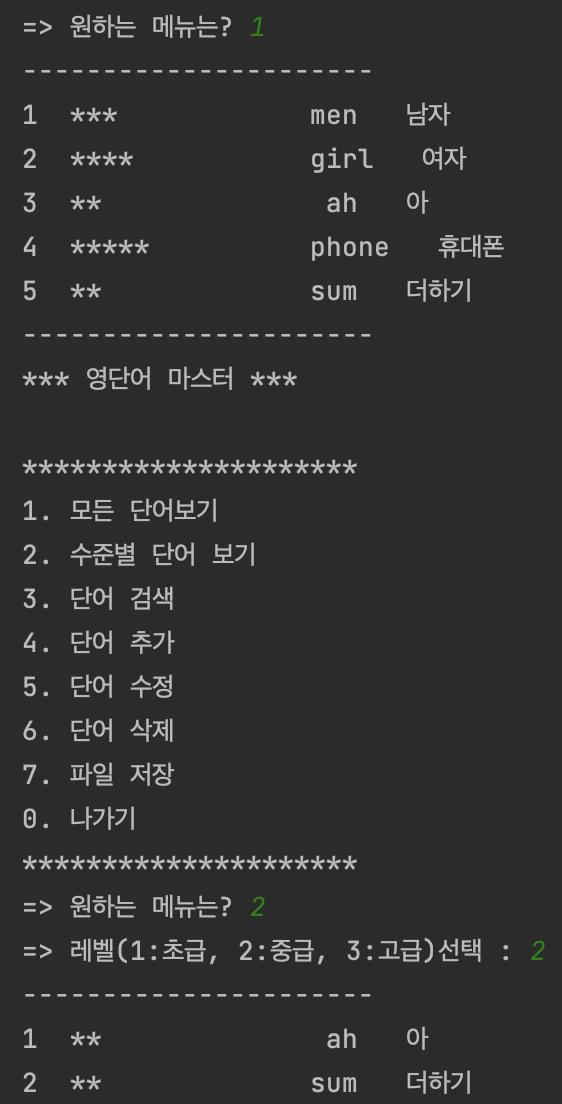 => 원하는 메뉴는? 1
----------------------
1  ***            men   남자
2  ****           girl   여자
3  **              ah   아
4  *****          phone   휴대폰
5  **             sum   더하기
----------------------
*** 영단어 마스터 ***

*********************
1. 모든 단어보기
2. 수준별 단어 보기
3. 단어 검색
4. 단어 추가
5. 단어 수정
6. 단어 삭제
7. 파일 저장
0. 나가기
*********************
=> 원하는 메뉴는? 2
=> 레벨(1:초급, 2:중급, 3:고급)선택 : 2
----------------------
1  **              ah   아
2  **             sum   더하기